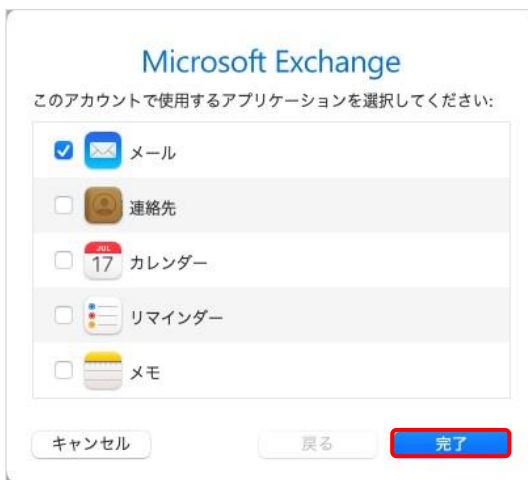 Microsoft Exchange
このアカウントで使用するアプリケーションを選択してください:
メール
連絡先
JUL
17
カレンダー
リマインダー
メモ
キャンセル
戻る
完了